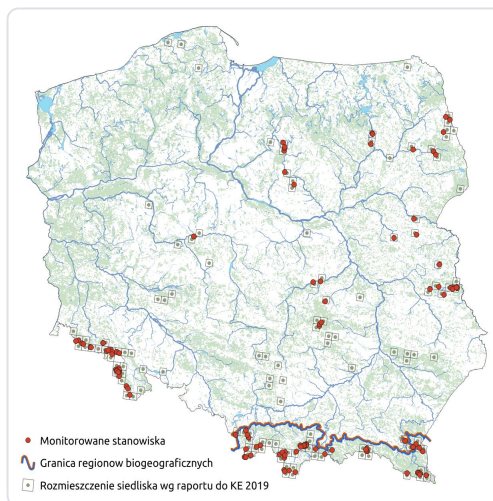 Monitorowane stanowiska
Granica regionow biogeograficznych
Rozmieszczenie siedliska wg raportu do KE 2019